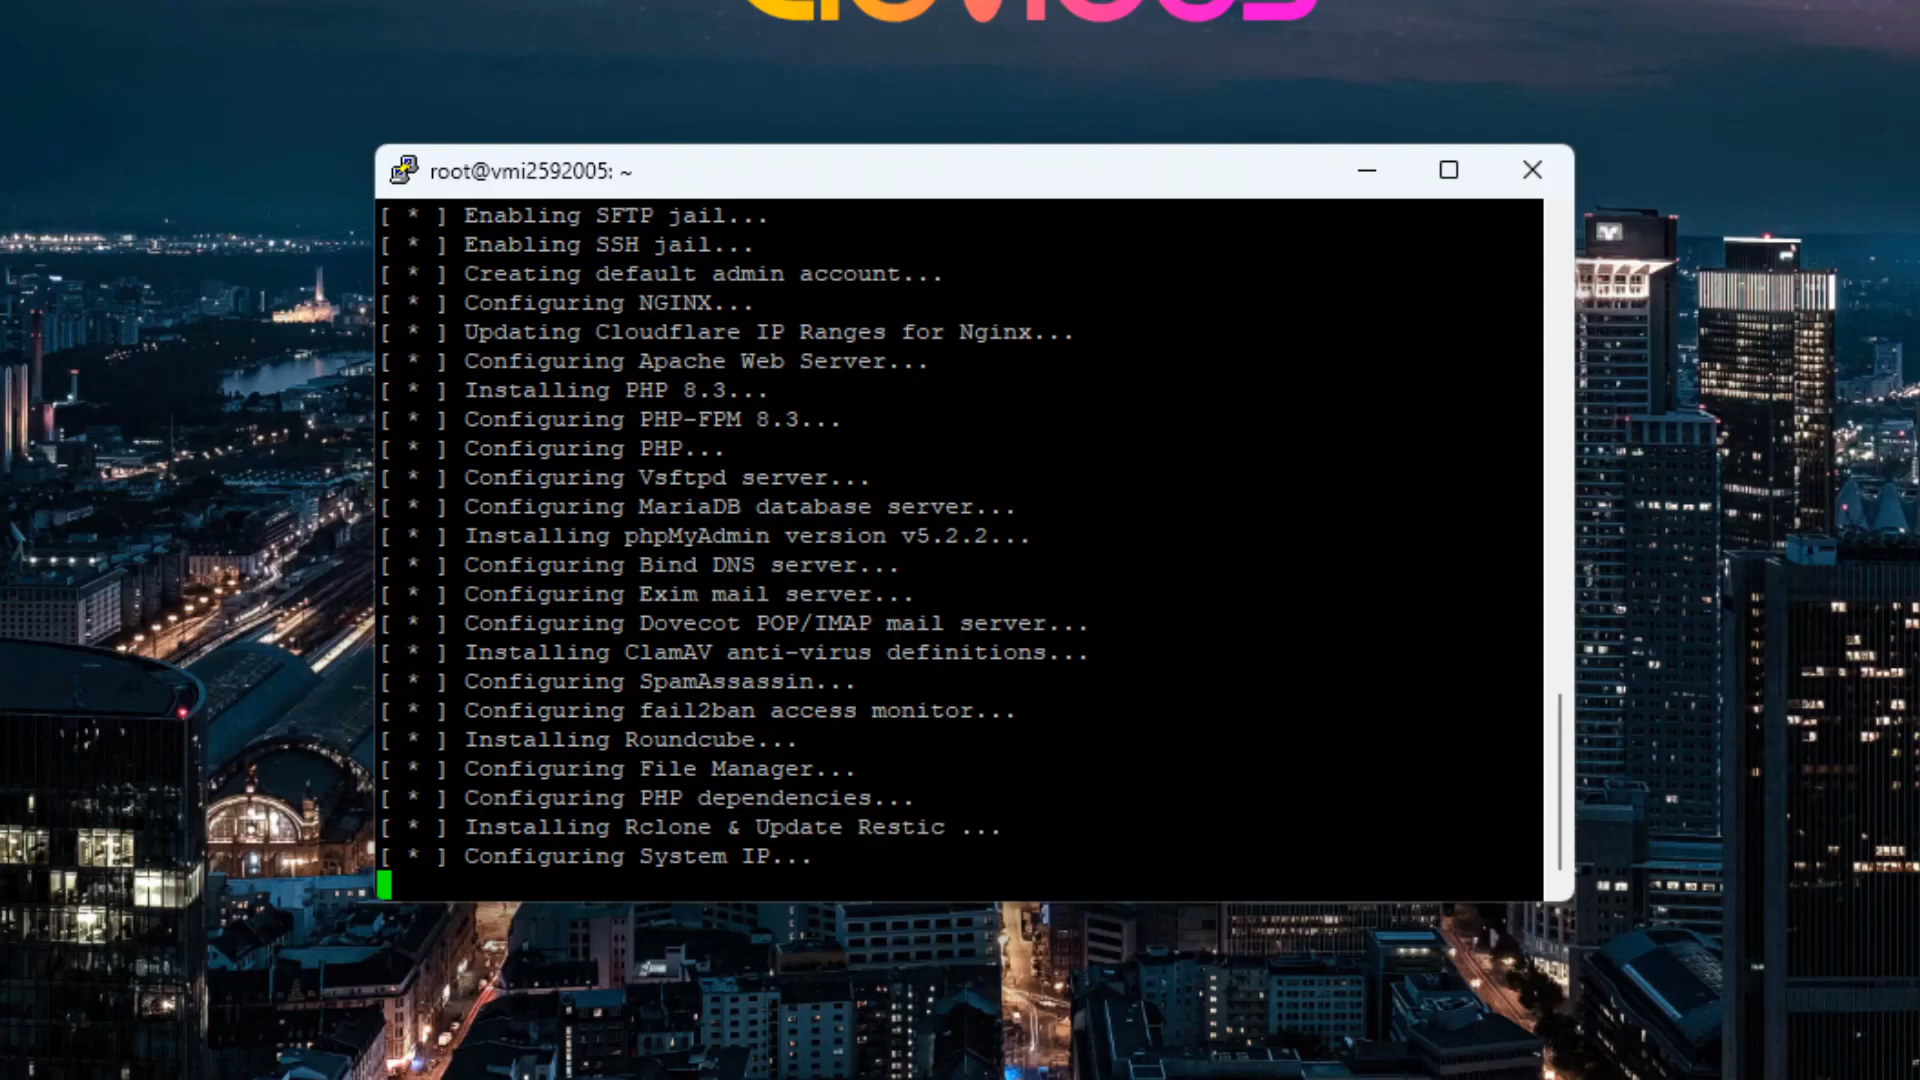 root@vmi2592005: ~
[ * ] Enabling SFTP jail...
[ * ] Enabling SSH jail...
[ * ] Creating default admin account...
[ * ] Configuring NGINX...
[ * ] Updating Cloudflare IP Ranges for Nginx...
[ * ] Configuring Apache Web Server...
[ * ] Installing PHP 8.3...
[ * ] Configuring PHP-FPM 8.3...
[ * ] Configuring PHP...
[ * ] Configuring Vsftpd server...
[ * ] Configuring MariaDB database server...
[ * ] Installing phpMyAdmin version v5.2.2...
[ * ] Configuring Bind DNS server...
[ * ] Configuring Exim mail server...
[ * ] Configuring Dovecot POP/IMAP mail server...
[ * ] Installing ClamAV anti-virus definitions...
[ * ] Configuring SpamAssassin...
[ * ] Configuring fail2ban access monitor...
[ * ] Installing Roundcube...
[ * ] Configuring File Manager...
[ * ] Configuring PHP dependencies...
[ * ] Installing Rclone & Update Restic ...
[ * ] Configuring System IP...